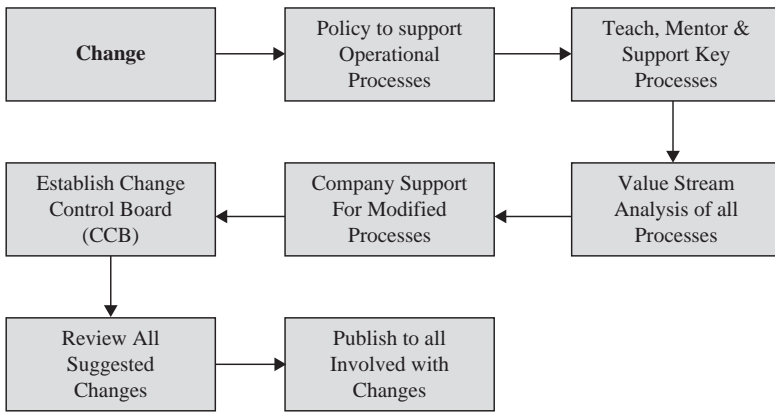 Change
Policy to support
Operational
Processes
Teach, Mentor &
Support Key
Processes
Value Stream
Analysis of all
Processes
Company Support
For Modified
Processes
Establish Change
Control Board
(CCB)
Review All
Suggested
Changes
Publish to all
Involved with
Changes